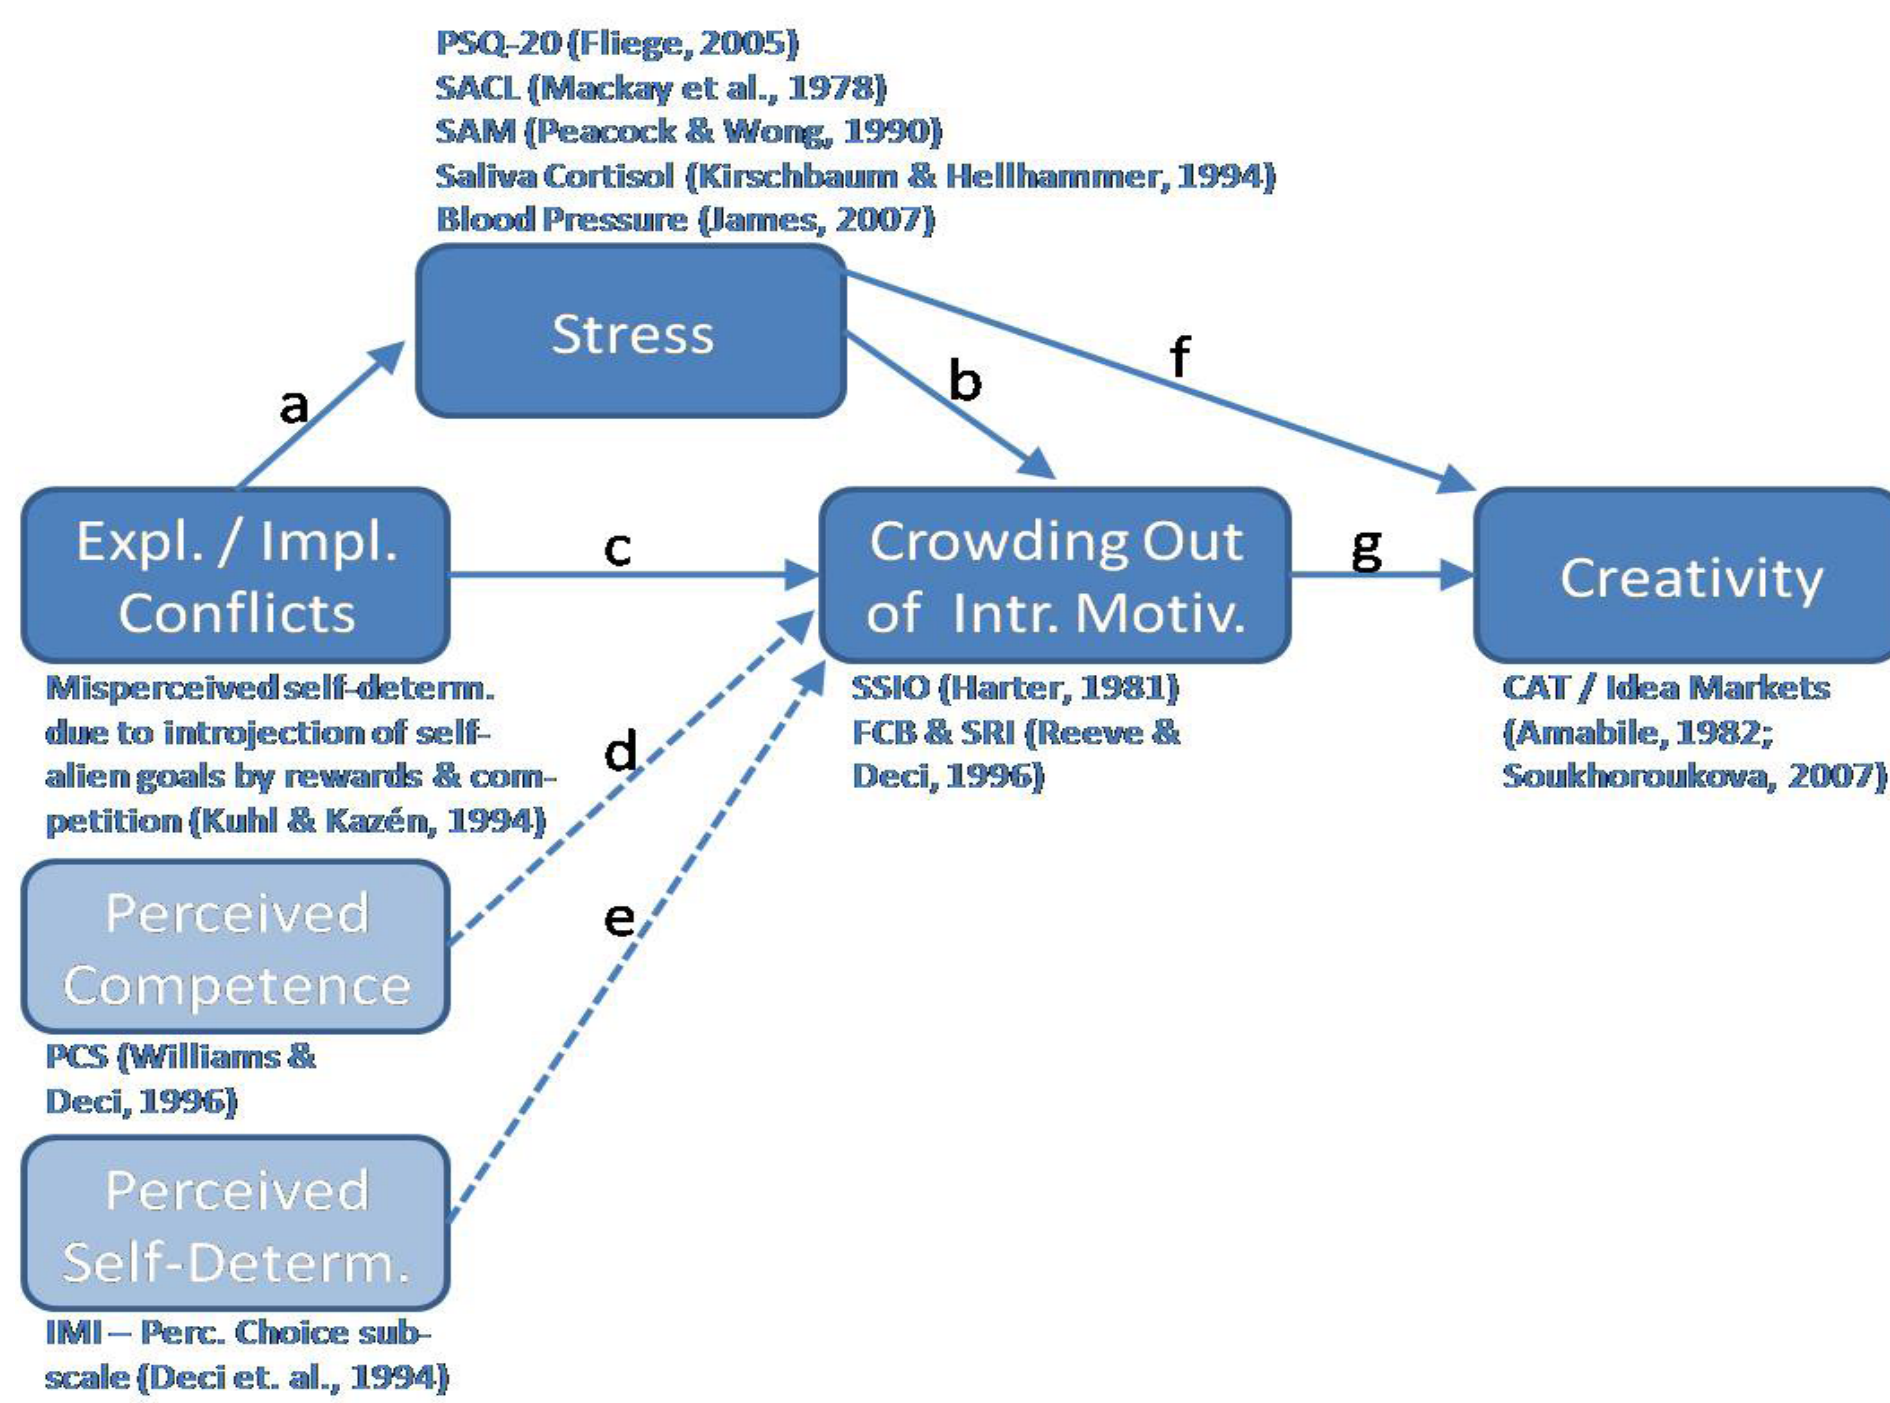 PSQ-20 (Fliege, 2005)
SACL (Mackay et al., 1978)
SAM (Peacock & Wong, 1990)
Saliva Cortisol (Kirschbaum & Hellhammer, 1994)
Blood Pressure (James, 2007)
Stress
f
b
a
Expl. / Impl.
Conflicts
c
Crowding Out
of Intr. Motiv.
g
Creativity
Misperceived self-determ.
due to introjection of self-
alien goals by rewards & com-
petition (Kuhl & Kazén, 1994)
SSIO (Harter, 1981)
FCB & SRI (Reeve &
Deci, 1996)
CAT / Idea Markets
(Amabile, 1982;
Soukhoroukova, 2007)
d
Perceived
Competence
e
PCS (Williams &
Deci, 1996)
Perceived
Self-Determ.
IMI – Perc. Choice sub-
scale (Deci et. al., 1994)